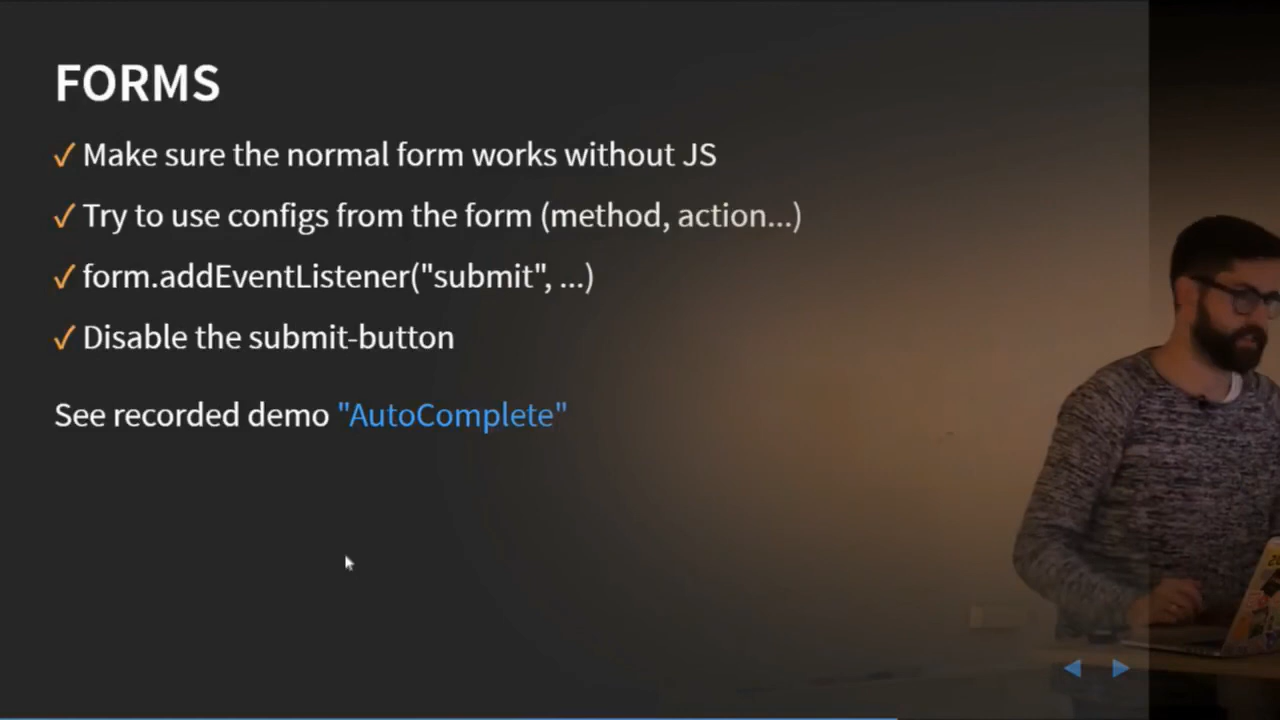 FORMS
✓ Make sure the normal form works without JS
✓ Try to use configs from the form (method, action...)
✓ form.addEventListener("submit", ...)
✓ Disable the submit-button
See recorded demo "AutoComplete"